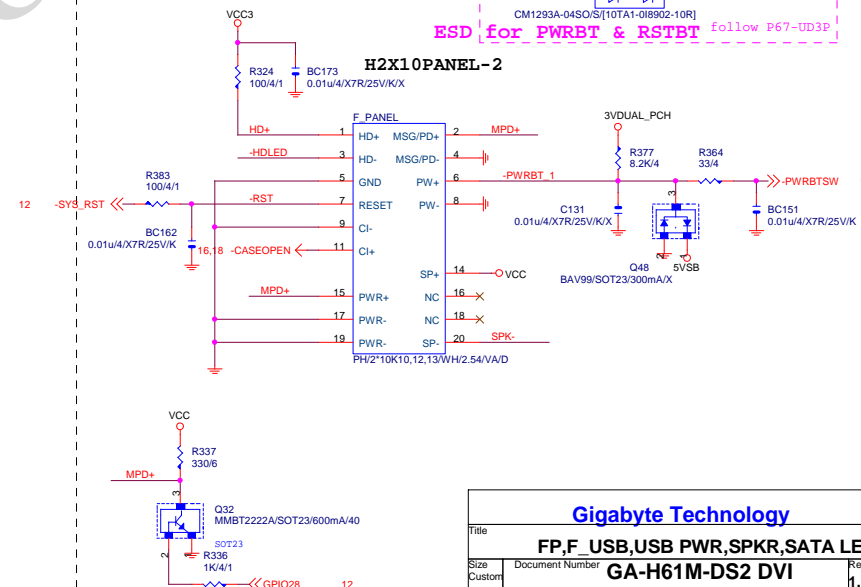 CM1293A-04SO/S/[10TA1-0I8902-10R]
ESD for PWRBT & RSTBT follow P67-UD3P
VCC3
H2X10PANEL-2
R324
100/4/1
BC173
0.01u/4/X7R/25V/K/X
F_PANEL
HD+ 1 HD+ MSG/PD+ 2 MPD+
-HDLED 3 HD- MSG/PD- 4
5 GND PW+ 6 -PWRBT_1
-RST 7 RESET PW- 8
9 CI-
16,18 -CASEOPEN 11 CI+
SP+ 14 VCC
MPD+ 15 PWR+ NC 16
17 PWR- NC 18
19 PWR- SP- 20 SPK-
PH/2*10K10,12,13/WH/2.54/VA/D
R383
100/4/1
12 -SYS_RST
BC162
0.01u/4/X7R/25V/K
3VDUAL_PCH
R377
8.2K/4
R364
33/4
-PWRBTSW
C131
0.01u/4/X7R/25V/K/X
3
BC151
0.01u/4/X7R/25V/K
2 1
Q48
5VSB
BAV99/SOT23/300mA/X
VCC
R337
330/6
MPD+
3
Q32
MMBT2222A/SOT23/600mA/40
SOT23
2 1
R336
1K/4/1
GPIO28 12
Gigabyte Technology
Title
FP,F_USB,USB PWR,SPKR,SATA LE
Size
Custom
Document Number
GA-H61M-DS2 DVI